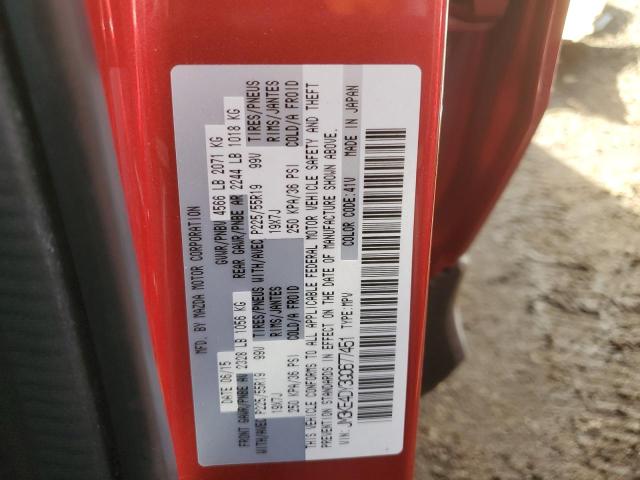 MFD. BY MAZDA MOTOR CORPORATION
DATE 06/15 GVWR/PNBV 4566 LB 2071 KG
FRONT GAWR/PNBE AV 2328 LB 1056 KG REAR GAWR/PNBE AR 2244 LB 1018 KG
WITH/AVEC P225/55R19 99V TIRES/PNEUS WITH/AVEC P225/55R19 99V TIRES/PNEUS
19X7J RIMS/JANTES 19X7J RIMS/JANTES
250 KPA/36 PSI COLD/A FROID 250 KPA/36 PSI COLD/A FROID
THIS VEHICLE CONFORMS TO ALL APPLICABLE FEDERAL MOTOR VEHICLE SAFETY AND THEFT
PREVENTION STANDARDS IN EFFECT ON THE DATE OF MANUFACTURE SHOWN ABOVE.
COLOR CODE:41V MADE IN JAPAN
VIN: TYPE:MPV